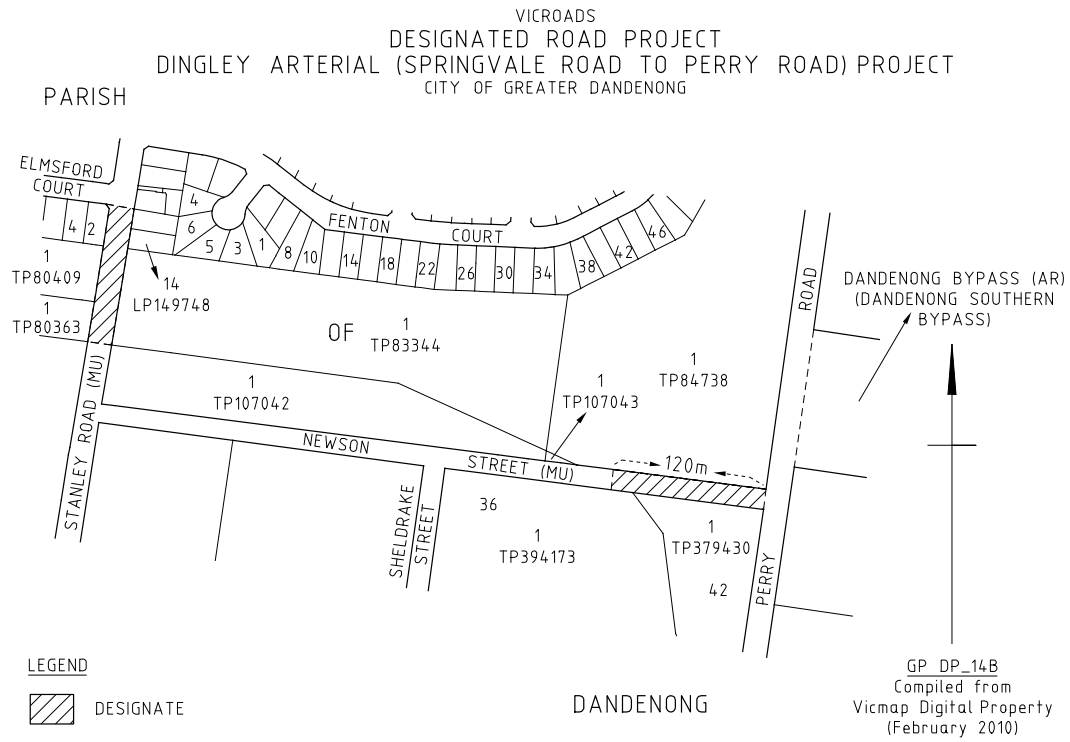 VICROADS
DESIGNATED ROAD PROJECT
DINGLEY ARTERIAL (SPRINGVALE ROAD TO PERRY ROAD) PROJECT
CITY OF GREATER DANDENONG
PARISH
ELMSFORD
COURT
4
6
5
3
1
8
10
14
18
22
26
30
34
38
42
46
FENTON
COURT
4
2
1
TP80409
1
TP80363
14
LP149748
OF
1
TP83344
1
TP107042
1
TP107043
1
TP84738
ROAD
DANDENONG BYPASS (AR)
(DANDENONG SOUTHERN
BYPASS)
STANLEY ROAD (MU)
NEWSON
STREET (MU)
120m
SHELDRAKE
STREET
36
1
TP394173
1
TP379430
42
PERRY
LEGEND
DESIGNATE
DANDENONG
GP DP_14B
Compiled from
Vicmap Digital Property
(February 2010)